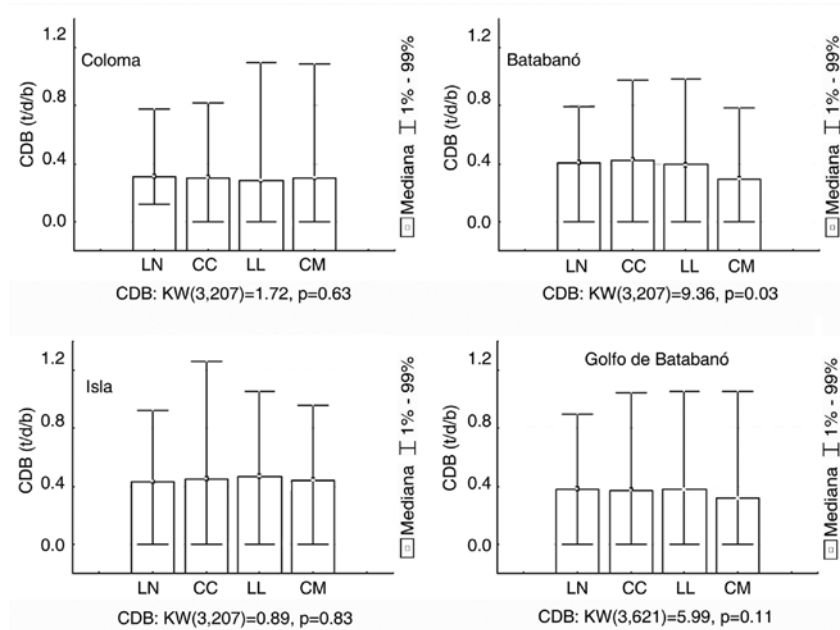 Coloma
CDB (t/d/b)
1.2
0.8
0.4
0.0
LN CC LL CM
Mediana 1% - 99%
CDB: KW(3,207)=1.72, p=0.63
Batabanó
CDB (t/d/b)
1.2
0.8
0.4
0.0
LN CC LL CM
Mediana 1% - 99%
CDB: KW(3,207)=9.36, p=0.03
Isla
CDB (t/d/b)
1.2
0.8
0.4
0.0
LN CC LL CM
Mediana 1% - 99%
CDB: KW(3,207)=0.89, p=0.83
Golfo de Batabanó
CDB (t/d/b)
1.2
0.8
0.4
0.0
LN CC LL CM
Mediana 1% - 99%
CDB: KW(3,621)=5.99, p=0.11